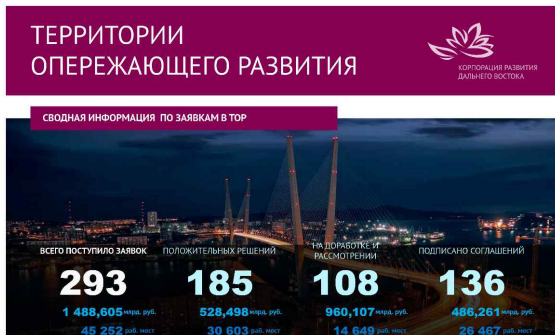 ТЕРРИТОРИИ
ОПЕРЕЖАЮЩЕГО РАЗВИТИЯ
КОРПОРАЦИЯ РАЗВИТИЯ
ДАЛЬНЕГО ВОСТОКА
СВОДНАЯ ИНФОРМАЦИЯ ПО ЗАЯВКАМ В ТОР
ВСЕГО ПОСТУПИЛО ЗАЯВОК
293
1 488,605 млрд. руб.
45 252 раб. мест
ПОЛОЖИТЕЛЬНЫХ РЕШЕНИЙ
185
528,498 млрд. руб.
30 603 раб. мест
НА ДОРАБОТКЕ И
РАССМОТРЕНИИ
108
960,107 млрд. руб.
14 649 раб. мест
ПОДПИСАНО СОГЛАШЕНИЙ
136
486,261 млрд. руб.
26 467 раб. мест